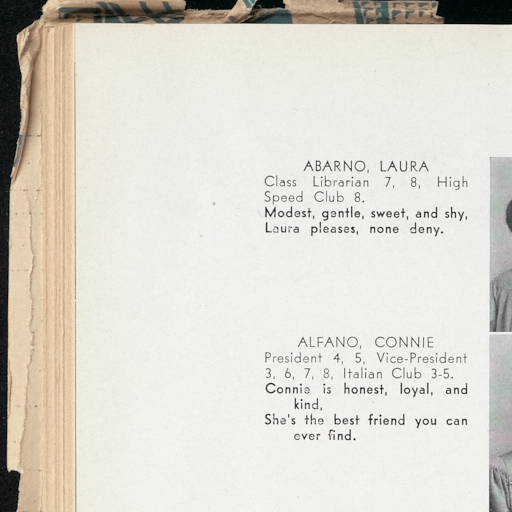 ABARNO, LAURA
Class Librarian 7, 8, High
Speed Club 8.
Modest, gentle, sweet, and shy,
Laura pleases, none deny.
ALFANO, CONNIE
President 4, 5, Vice-President
3, 6, 7, 8, Italian Club 3-5.
Connie is honest, loyal, and
kind,
She's the best friend you can
ever find.